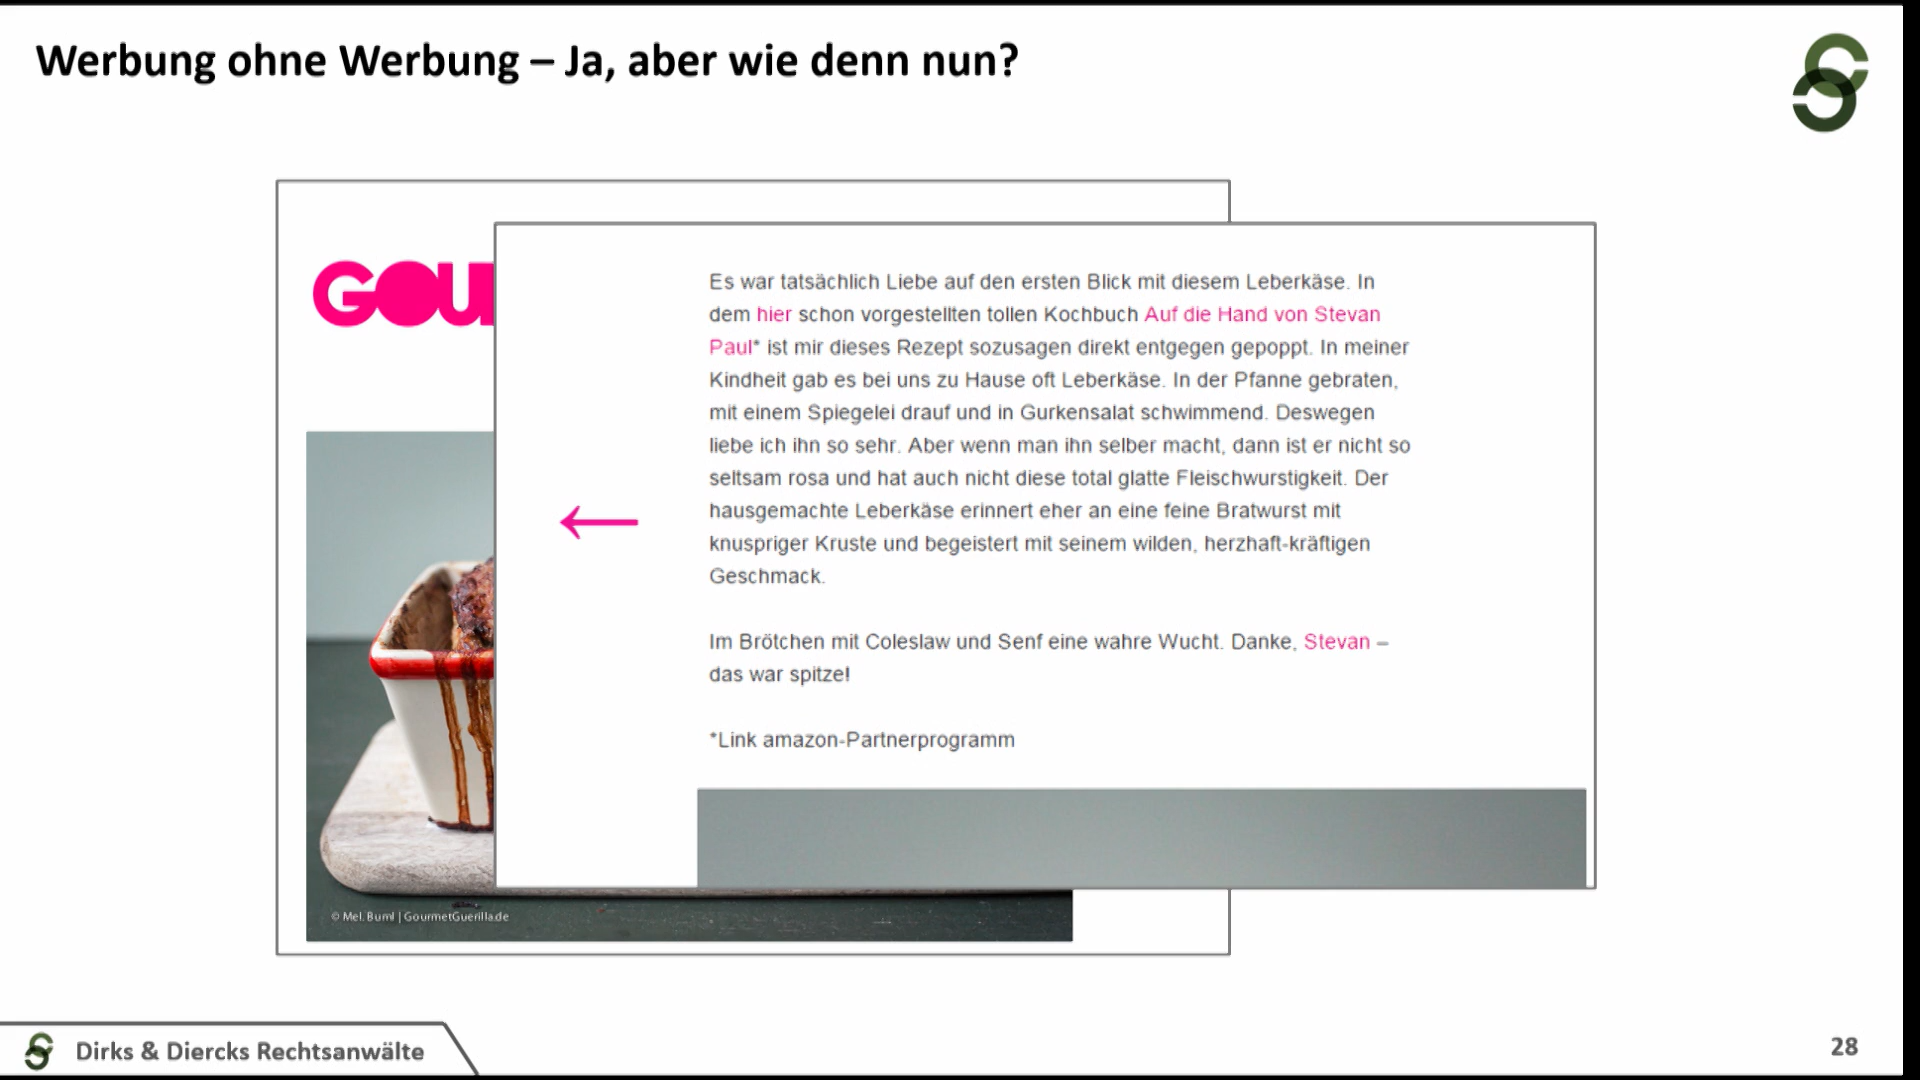 Werbung ohne Werbung – Ja, aber wie denn nun?
GOU
Es war tatsächlich Liebe auf den ersten Blick mit diesem Leberkäse. In
dem hier schon vorgestellten tollen Kochbuch Auf die Hand von Stevan
Paul* ist mir dieses Rezept sozusagen direkt entgegen gepoppt. In meiner
Kindheit gab es bei uns zu Hause oft Leberkäse. In der Pfanne gebraten,
mit einem Spiegelei drauf und in Gurkensalat schwimmend. Deswegen
liebe ich ihn so sehr. Aber wenn man ihn selber macht, dann ist er nicht so
seltsam rosa und hat auch nicht diese total glatte Fleischwurstigkeit. Der
hausgemachte Leberkäse erinnert eher an eine feine Bratwurst mit
knuspriger Kruste und begeistert mit seinem wilden, herzhaft-kräftigen
Geschmack.
Im Brötchen mit Coleslaw und Senf eine wahre Wucht. Danke, Stevan –
das war spitze!
*Link amazon-Partnerprogramm
© Mel. Buml | GourmetGuerilla.de
Dirks & Diercks Rechtsanwälte
28